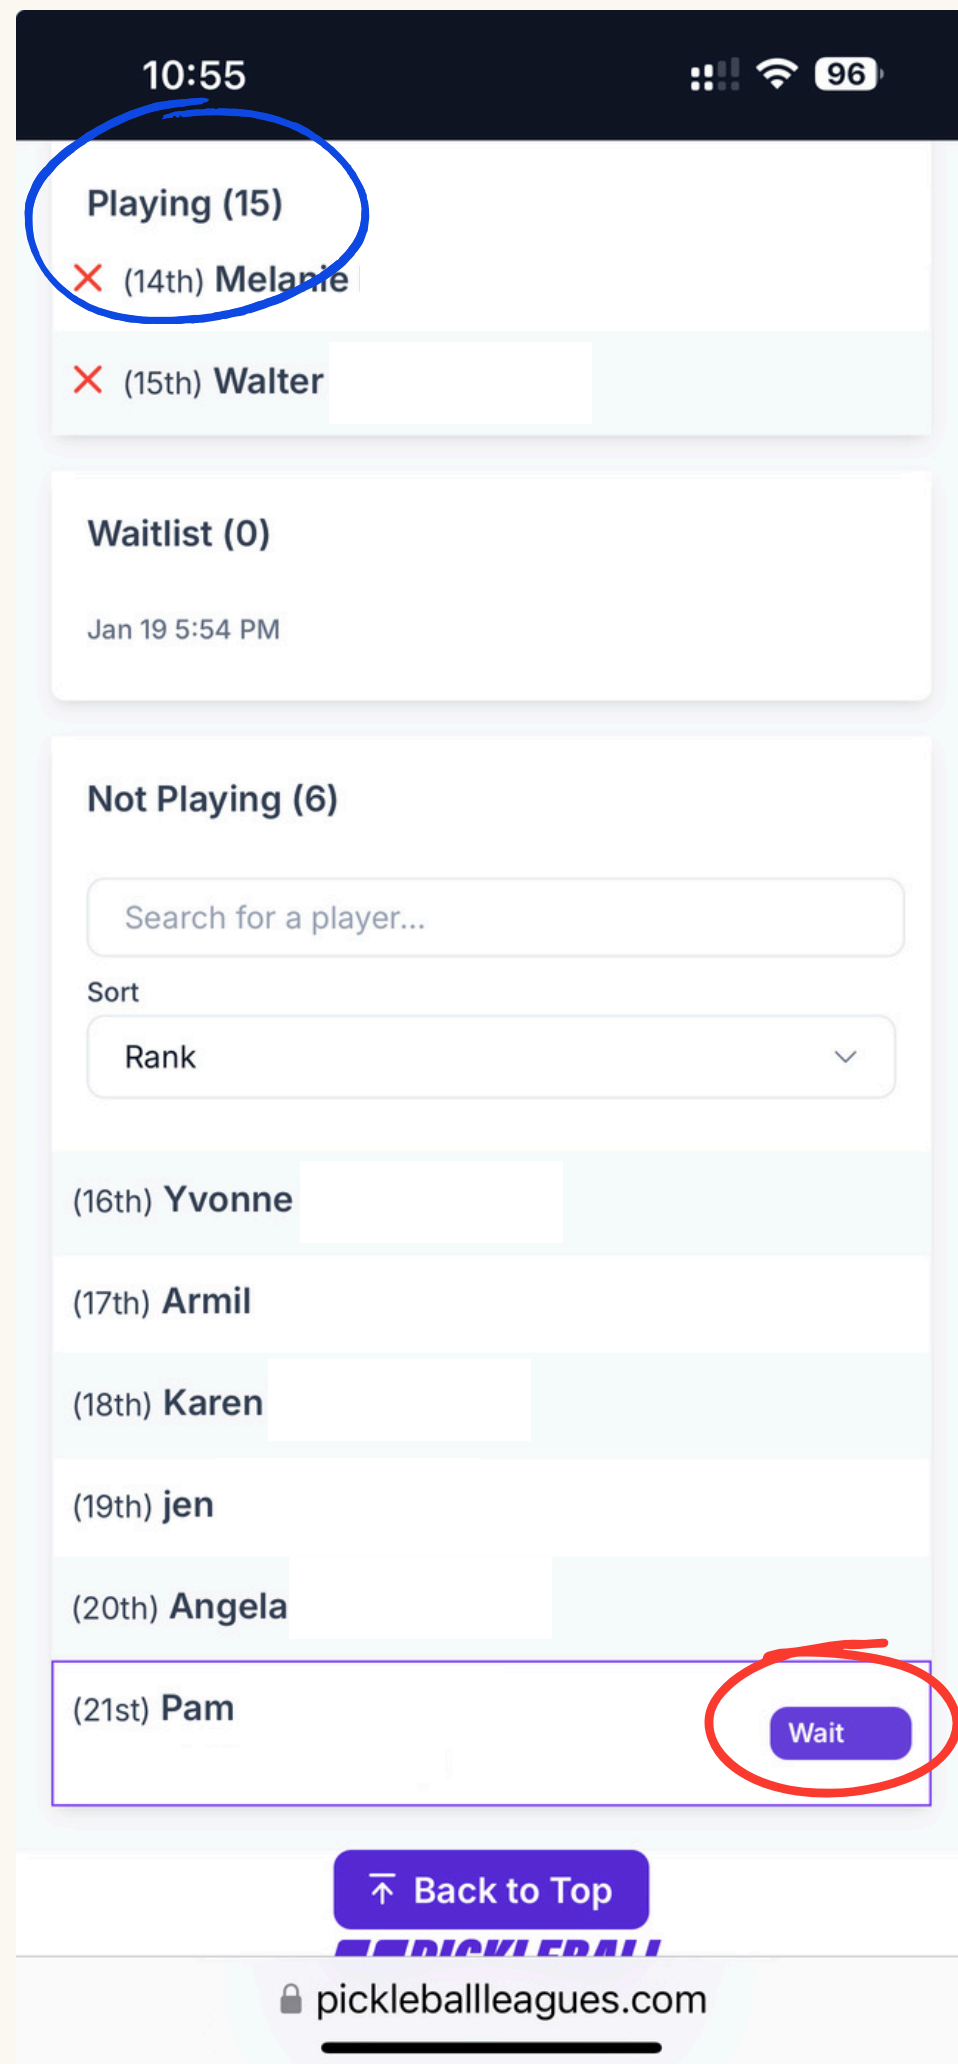 10:55 96
Playing (15)
(14th) Melanie
(15th) Walter
Waitlist (0)
Jan 19 5:54 PM
Not Playing (6)
Search for a player...
Sort
Rank
(16th) Yvonne
(17th) Armil
(18th) Karen
(19th) jen
(20th) Angela
(21st) Pam
Wait
Back to Top
PICKLEBALL
pickleballleagues.com